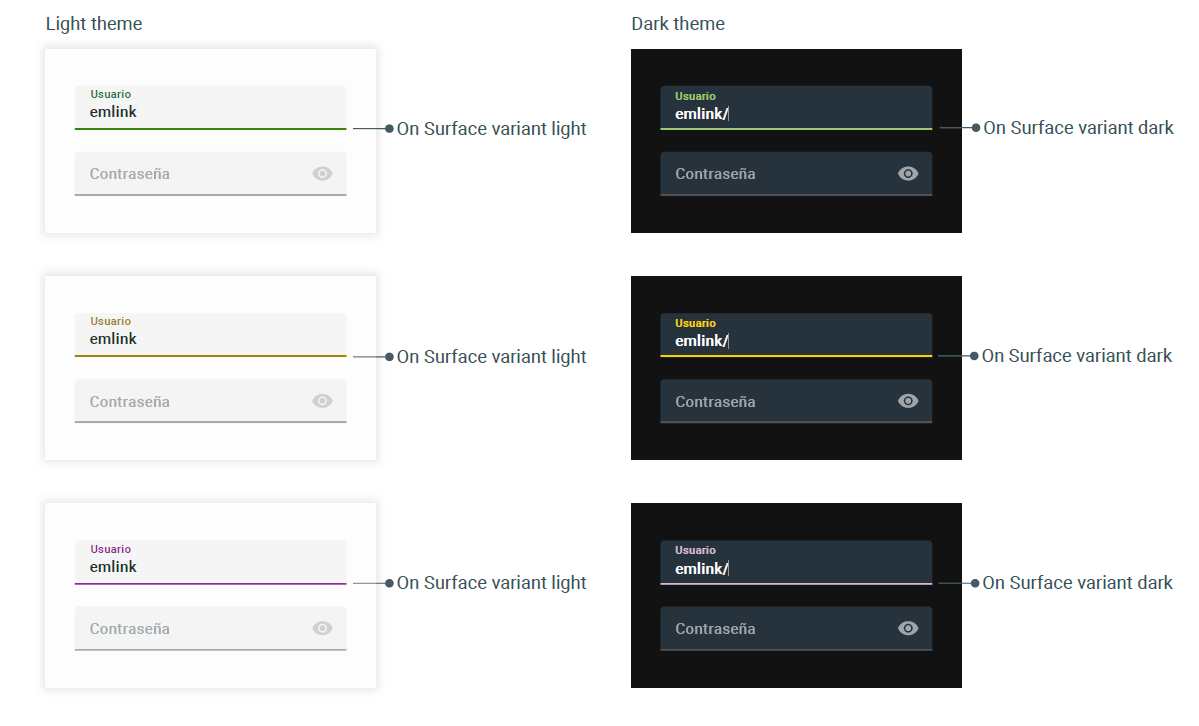 Light theme
Dark theme
Usuario
emlink
On Surface variant light
Contraseña
Usuario
emlink/
On Surface variant dark
Contraseña
Usuario
emlink
On Surface variant light
Contraseña
Usuario
emlink/
On Surface variant dark
Contraseña
Usuario
emlink
On Surface variant light
Contraseña
Usuario
emlink/
On Surface variant dark
Contraseña